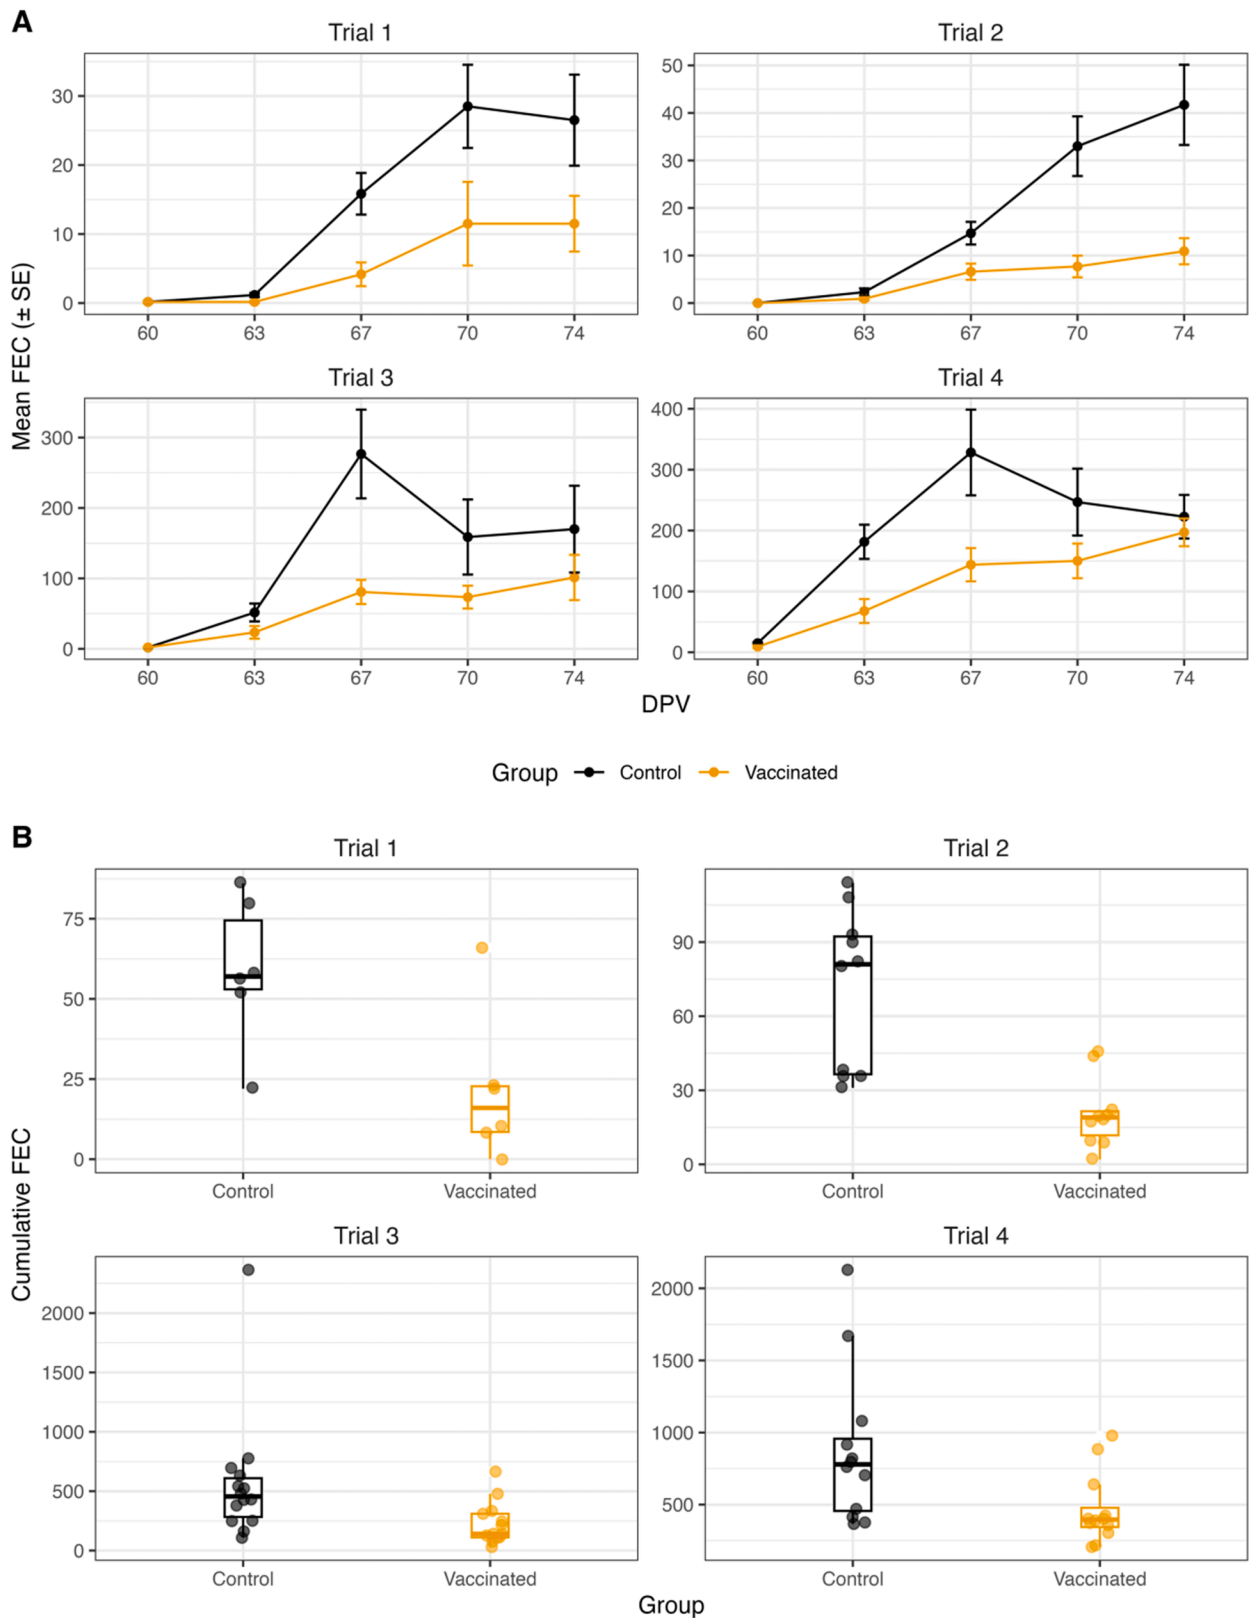 A
Trial 1
Trial 2
30
20
10
0
60 63 67 70 74
50
40
30
20
10
0
60 63 67 70 74
Mean FEC (± SE)
Trial 3
Trial 4
300
200
100
0
60 63 67 70 74
400
300
200
100
0
60 63 67 70 74
DPV
Group Control Vaccinated
B
Trial 1
Trial 2
75
50
25
0
Control Vaccinated
90
60
30
0
Control Vaccinated
Cumulative FEC
Trial 3
Trial 4
2000
1500
1000
500
0
Control Vaccinated
2000
1500
1000
500
Control Vaccinated
Group